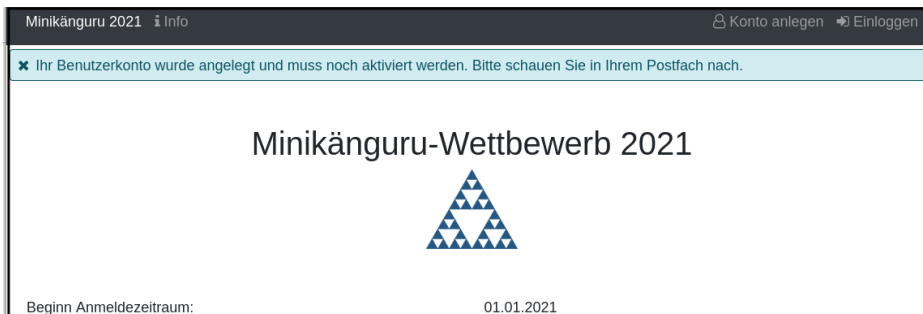 Minikänguru 2021 Info Konto anlegen Einloggen
Ihr Benutzerkonto wurde angelegt und muss noch aktiviert werden. Bitte schauen Sie in Ihrem Postfach nach.
Minikänguru-Wettbewerb 2021
Beginn Anmeldezeitraum: 01.01.2021